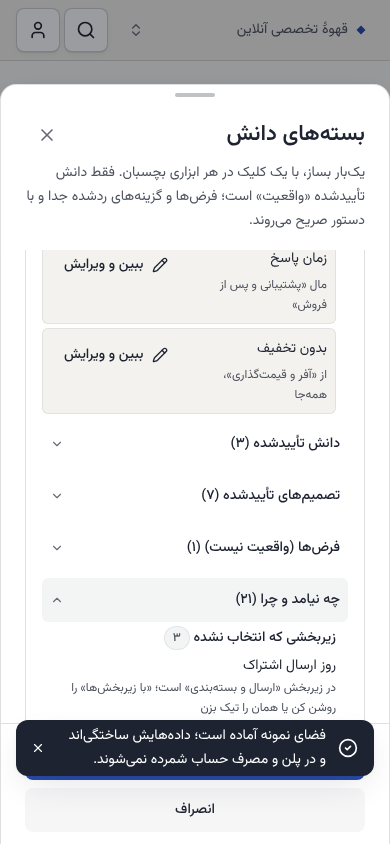 قهوهٔ تخصصی آنلاین
بسته‌های دانش
یک‌بار بساز، با یک کلیک در هر ابزاری بچسبان. فقط دانش
تأییدشده «واقعیت» است؛ فرض‌ها و گزینه‌های ردشده جدا و با
دستور صریح می‌روند.
زمان پاسخ
ببین و ویرایش
مال «پشتیبانی و پس از
فروش»
بدون تخفیف
ببین و ویرایش
از «آفر و قیمت‌گذاری»،
همه‌جا
دانش تأییدشده (۳)
تصمیم‌های تأییدشده (۷)
فرض‌ها (واقعیت نیست) (۱)
چه نیامد و چرا (۲۱)
زیربخشی که انتخاب نشده ۳
روز ارسال اشتراک
در زیربخش «ارسال و بسته‌بندی» است؛ «با زیربخش‌ها» را
روشن کن یا همان را تیک بزن
فضای نمونه آماده است؛ داده‌هایش ساختگی‌اند
و در پلن و مصرف حساب شمرده نمی‌شوند.
انصراف